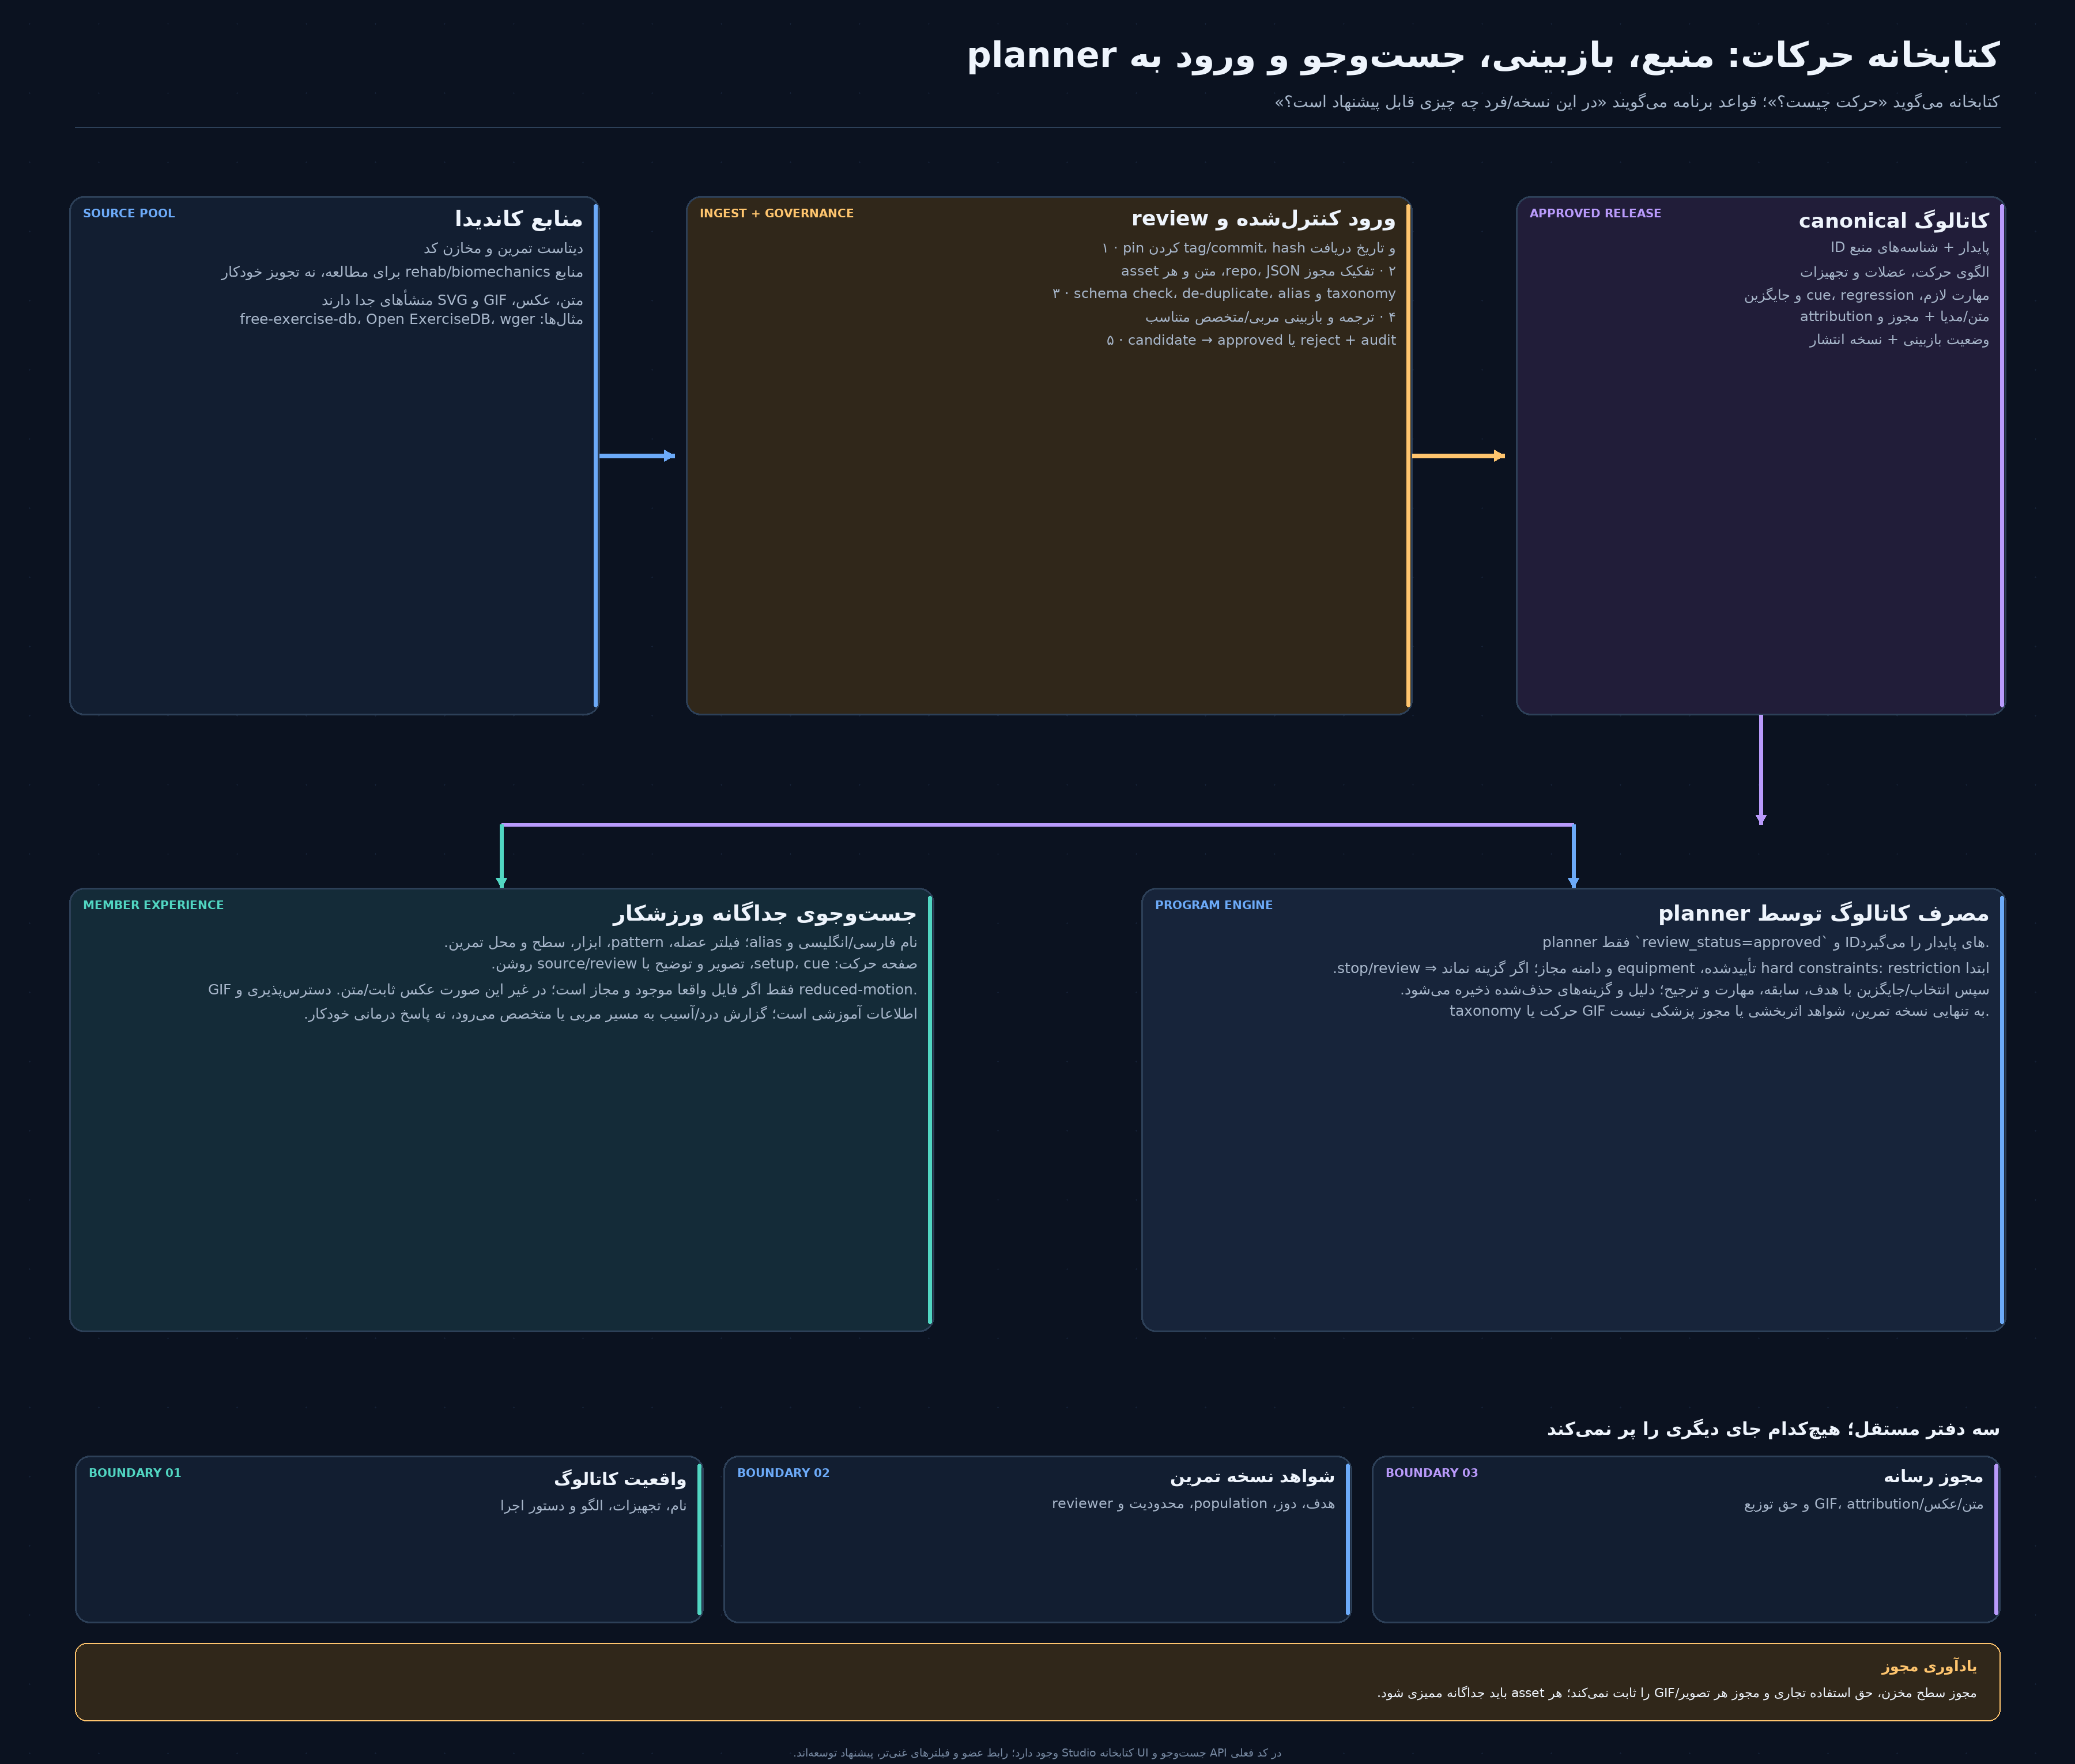 کتابخانه حرکات: منبع، بازبینی، جست‌وجو و ورود به planner
کتابخانه می‌گوید «حرکت چیست؟»؛ قواعد برنامه می‌گویند «در این نسخه/فرد چه چیزی قابل پیشنهاد است؟»
SOURCE POOL
منابع کاندیدا
دیتاست تمرین و مخازن کد
منابع rehab/biomechanics برای مطالعه، نه تجویز خودکار
متن، عکس، GIF و SVG منشأهای جدا دارند
مثال‌ها: free-exercise-db، Open ExerciseDB، wger
INGEST + GOVERNANCE
ورود کنترل‌شده و review
۱ · pin کردن tag/commit، hash و تاریخ دریافت
۲ · تفکیک مجوز repo، JSON، متن و هر asset
۳ · schema check، de-duplicate، alias و taxonomy
۴ · ترجمه و بازبینی مربی/متخصص متناسب
۵ · candidate → approved یا reject + audit
APPROVED RELEASE
کاتالوگ canonical
ID پایدار + شناسه‌های منبع
الگوی حرکت، عضلات و تجهیزات
مهارت لازم، cue، regression و جایگزین
متن/مدیا + مجوز و attribution
وضعیت بازبینی + نسخه انتشار
MEMBER EXPERIENCE
جست‌وجوی جداگانه ورزشکار
نام فارسی/انگلیسی و alias؛ فیلتر عضله، pattern، ابزار، سطح و محل تمرین.
صفحه حرکت: setup، cue، تصویر و توضیح با source/review روشن.
GIF فقط اگر فایل واقعا موجود و مجاز است؛ در غیر این صورت عکس ثابت/متن. دسترس‌پذیری و reduced-motion.
اطلاعات آموزشی است؛ گزارش درد/آسیب به مسیر مربی یا متخصص می‌رود، نه پاسخ درمانی خودکار.
PROGRAM ENGINE
مصرف کاتالوگ توسط planner
planner فقط `review_status=approved` و IDهای پایدار را می‌گیرد.
ابتدا hard constraints: restriction تأییدشده، equipment و دامنه مجاز؛ اگر گزینه نماند ⇒ stop/review.
سپس انتخاب/جایگزین با هدف، سابقه، مهارت و ترجیح؛ دلیل و گزینه‌های حذف‌شده ذخیره می‌شود.
taxonomy حرکت یا GIF به تنهایی نسخه تمرین، شواهد اثربخشی یا مجوز پزشکی نیست.
سه دفتر مستقل؛ هیچ‌کدام جای دیگری را پر نمی‌کند
BOUNDARY 01
واقعیت کاتالوگ
نام، تجهیزات، الگو و دستور اجرا
BOUNDARY 02
شواهد نسخه تمرین
هدف، دوز، population، محدودیت و reviewer
BOUNDARY 03
مجوز رسانه
متن/عکس/GIF، attribution و حق توزیع
یادآوری مجوز
مجوز سطح مخزن، حق استفاده تجاری و مجوز هر تصویر/GIF را ثابت نمی‌کند؛ هر asset باید جداگانه ممیزی شود.
در کد فعلی API جست‌وجو و UI کتابخانه Studio وجود دارد؛ رابط عضو و فیلترهای غنی‌تر، پیشنهاد توسعه‌اند.